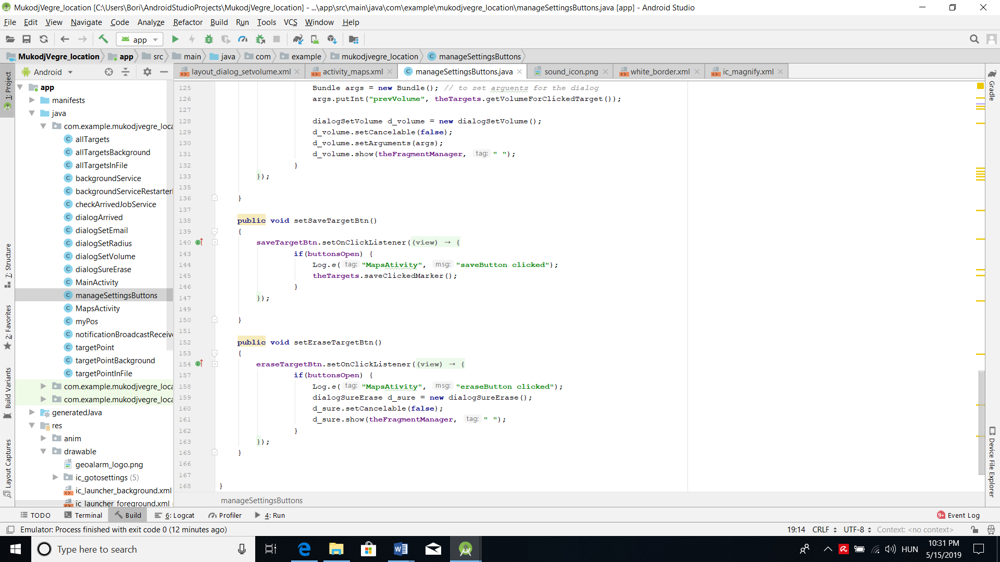 MukodjVegre_location [C:\Users\Bori\AndroidStudioProjects\MukodjVegre_location] - ...\app\src\main\java\com\example\mukodjvegre_location\manageSettingsButtons.java [app] - Android Studio
File Edit View Navigate Code Analyze Refactor Build Run Tools VCS Window Help
app
MukodjVegre_location app src main java com example mukodjvegre_location manageSettingsButtons
Android
layout_dialog_setvolume.xml activity_maps.xml manageSettingsButtons.java sound_icon.png white_border.xml ic_magnify.xml
1: Project
7: Structure
2: Favorites
Build Variants
Layout Captures
app
manifests
java
com.example.mukodjvegre_loca
allTargets
allTargetsBackground
allTargetsInFile
backgroundService
backgroundServiceRestarter
checkArrivedJobService
dialogArrived
dialogSetEmail
dialogSetRadius
dialogSetVolume
dialogSureErase
MainActivity
manageSettingsButtons
MapsActivity
myPos
notificationBroadcastReceive
targetPoint
targetPointBackground
targetPointInFile
com.example.mukodjvegre_loca
com.example.mukodjvegre_loca
generatedJava
res
anim
drawable
geoalarm_logo.png
ic_gotosettings (5)
ic_launcher_background.xml
ic_launcher_foreground.xml (
125 Bundle args = new Bundle(); // to set arguents for the dialog
126 args.putInt("prevVolume", theTargets.getVolumeForClickedTarget());
127
128 dialogSetVolume d_volume = new dialogSetVolume();
129 d_volume.setCancelable(false);
130 d_volume.setArguments(args);
131 d_volume.show(theFragmentManager, tag: " ");
132 }
133 });
135
136 }
137
138 public void setSaveTargetBtn()
139 {
140 saveTargetBtn.setOnClickListener((view) → {
143 if(buttonsOpen) {
144 Log.e( tag: "MapsAtivity", msg: "saveButton clicked");
145 theTargets.saveClickedMarker();
146 }
147 });
149
150 }
151
152 public void setEraseTargetBtn()
153 {
154 eraseTargetBtn.setOnClickListener((view) → {
157 if(buttonsOpen) {
158 Log.e( tag: "MapsAtivity", msg: "eraseButton clicked");
159 dialogSureErase d_sure = new dialogSureErase();
160 d_sure.setCancelable(false);
161 d_sure.show(theFragmentManager, tag: " ");
162 }
163 });
165 }
166
167
168 }
manageSettingsButtons
Gradle
Device File Explorer
TODO Terminal Build 6: Logcat Profiler 4: Run 9+ Event Log
Emulator: Process finished with exit code 0 (12 minutes ago) 19:14 CRLF UTF-8 Context: <no context>
Type here to search HUN 10:31 PM
5/15/2019